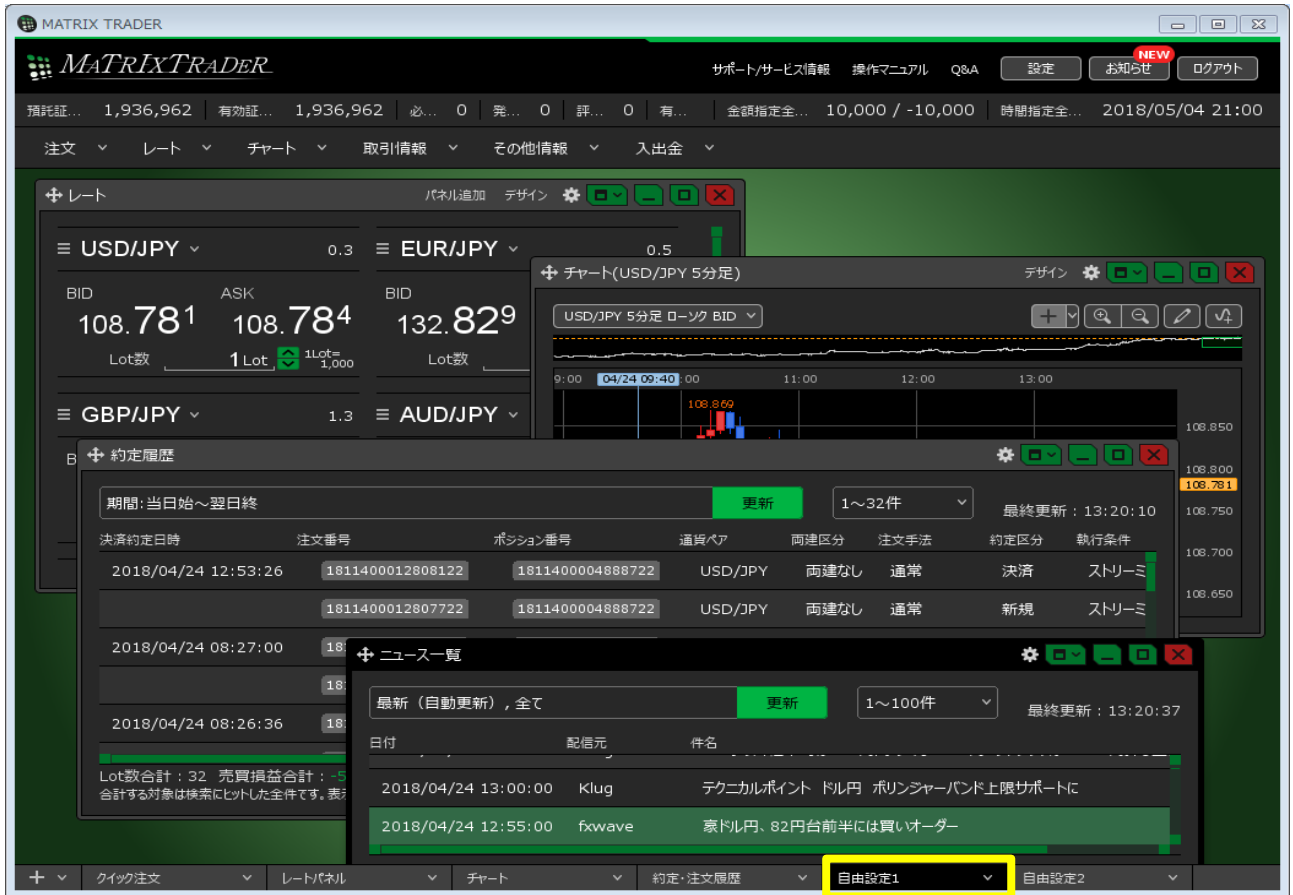 MATRIX TRADER
MATRIXTRADER
サポート/サービス情報 操作マニュアル Q&A 設定 お知らせ NEW ログアウト
預託証... 1,936,962 有効証... 1,936,962 必... 0 発... 0 評... 0 有... 金額指定全... 10,000 / -10,000 時間指定全... 2018/05/04 21:00
注文 レート チャート 取引情報 その他情報 入出金
レート パネル追加 デザイン
USD/JPY 0.3 EUR/JPY 0.5
BID ASK BID
108.781 108.784 132.829
Lot数 1 Lot 1Lot=1,000 Lot数
GBP/JPY 1.3 AUD/JPY
B
チャート(USD/JPY 5分足) デザイン
USD/JPY 5分足 ローソク BID
9:00 04/24 09:40 :00 11:00 12:00 13:00
108.869
108.850
108.800
108.781
108.750
108.700
108.650
約定履歴
期間:当日始～翌日終 更新 1～32件 最終更新：13:20:10
決済約定日時 注文番号 ポジション番号 通貨ペア 両建区分 注文手法 約定区分 執行条件
2018/04/24 12:53:26 1811400012808122 1811400004888722 USD/JPY 両建なし 通常 決済 ストリーミ
1811400012807722 1811400004888722 USD/JPY 両建なし 通常 新規 ストリーミ
2018/04/24 08:27:00 18
18
2018/04/24 08:26:36 18
Lot数合計：32 売買損益合計：-5
合計する対象は検索にヒットした全件です。表
ニュース一覧
最新（自動更新）, 全て 更新 1～100件 最終更新：13:20:37
日付 配信元 件名
2018/04/24 13:00:00 Klug テクニカルポイント ドル円 ボリンジャーバンド上限サポートに
2018/04/24 12:55:00 fxwave 豪ドル円、82円台前半には買いオーダー
クイック注文 レートパネル チャート 約定・注文履歴 自由設定1 自由設定2